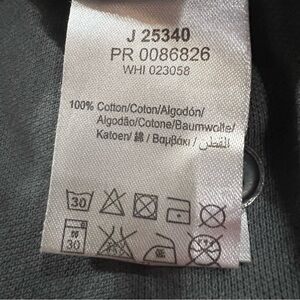 J 25340
PR 0086826
WHI 023058
100% Cotton/Coton/Algodón/
Algodão/Cotone/Baumwolle/
Katoen/ 綿 / Βαμβάκι / القطن/
30
30